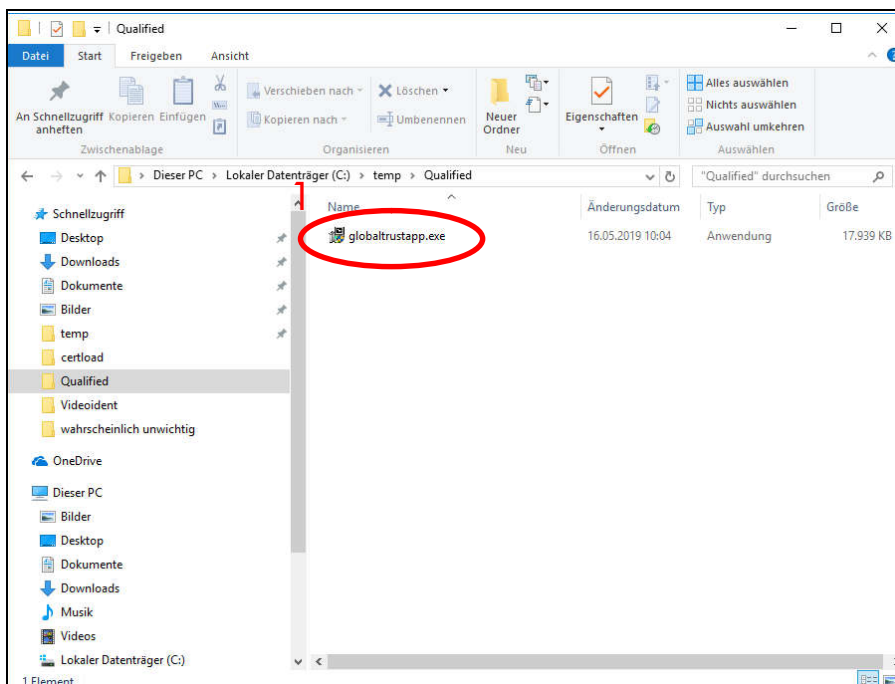 Qualified
Datei Start Freigeben Ansicht
An Schnellzugriff anheften
Kopieren
Einfügen
Verschieben nach
Kopieren nach
Löschen
Umbenennen
Neuer Ordner
Eigenschaften
Alles auswählen
Nichts auswählen
Auswahl umkehren
Zwischenablage Organisieren Neu Öffnen Auswählen
Dieser PC > Lokaler Datenträger (C:) > temp > Qualified
"Qualified" durchsuchen
1
Name Änderungsdatum Typ Größe
globaltrustapp.exe 16.05.2019 10:04 Anwendung 17.939 KB
Schnellzugriff
Desktop
Downloads
Dokumente
Bilder
temp
certload
Qualified
Videoident
wahrscheinlich unwichtig
OneDrive
Dieser PC
Bilder
Desktop
Dokumente
Downloads
Musik
Videos
Lokaler Datenträger (C:)
1 Element